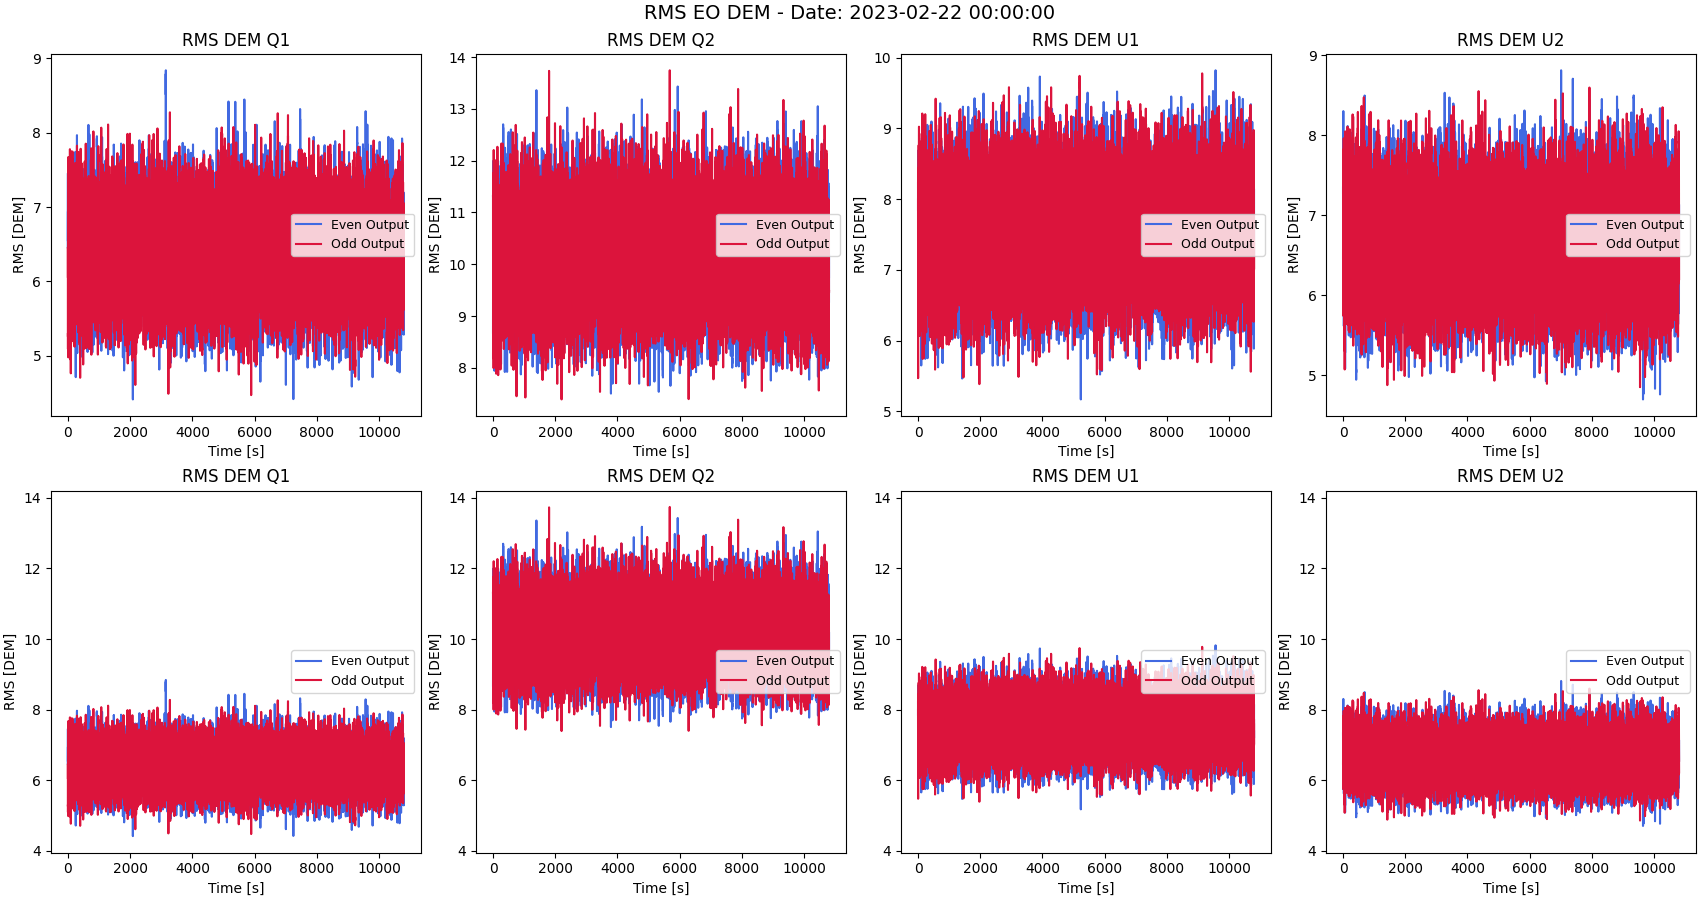 RMS EO DEM - Date: 2023-02-22 00:00:00
RMS DEM Q1
RMS [DEM]
9
8
7
6
5
Even Output
Odd Output
0 2000 4000 6000 8000 10000
Time [s]
RMS DEM Q2
RMS [DEM]
14
13
12
11
10
9
8
Even Output
Odd Output
0 2000 4000 6000 8000 10000
Time [s]
RMS DEM U1
RMS [DEM]
10
9
8
7
6
5
Even Output
Odd Output
0 2000 4000 6000 8000 10000
Time [s]
RMS DEM U2
RMS [DEM]
9
8
7
6
5
Even Output
Odd Output
0 2000 4000 6000 8000 10000
Time [s]
RMS DEM Q1
RMS [DEM]
14
12
10
8
6
4
Even Output
Odd Output
0 2000 4000 6000 8000 10000
Time [s]
RMS DEM Q2
RMS [DEM]
14
12
10
8
6
4
Even Output
Odd Output
0 2000 4000 6000 8000 10000
Time [s]
RMS DEM U1
RMS [DEM]
14
12
10
8
6
4
Even Output
Odd Output
0 2000 4000 6000 8000 10000
Time [s]
RMS DEM U2
RMS [DEM]
14
12
10
8
6
4
Even Output
Odd Output
0 2000 4000 6000 8000 10000
Time [s]